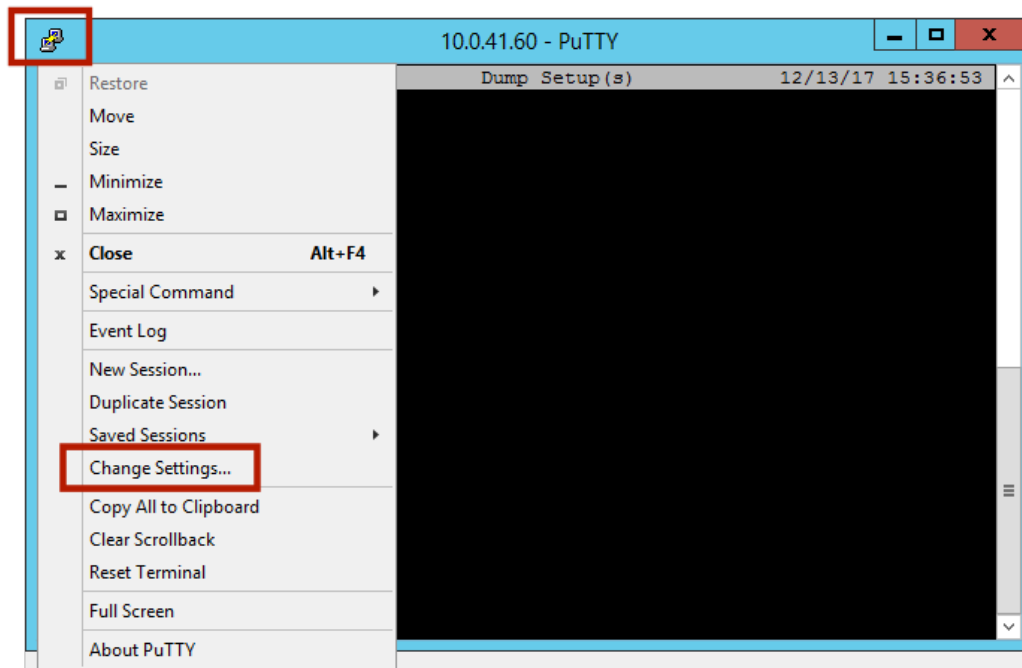 10.0.41.60 - PuTTY
Dump Setup(s) 12/13/17 15:36:53
Restore
Move
Size
Minimize
Maximize
Close Alt+F4
Special Command
Event Log
New Session...
Duplicate Session
Saved Sessions
Change Settings...
Copy All to Clipboard
Clear Scrollback
Reset Terminal
Full Screen
About PuTTY